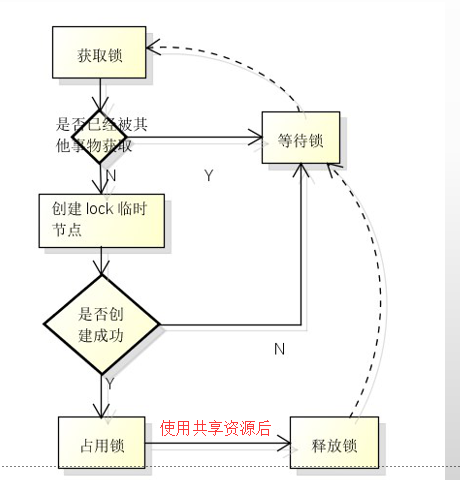 获取锁
是否已经被其
他事物获取
等待锁
N
Y
创建 lock 临时
节点
是否创
建成功
N
Y
使用共享资源后
占用锁
释放锁